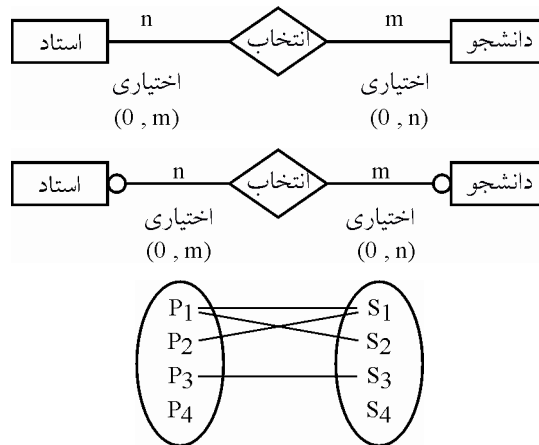 n m
استاد انتخاب دانشجو
اختیاری اختیاری
(0 , m) (0 , n)
استاد n انتخاب m دانشجو
اختیاری اختیاری
(0 , m) (0 , n)
P1 S1
P2 S2
P3 S3
P4 S4